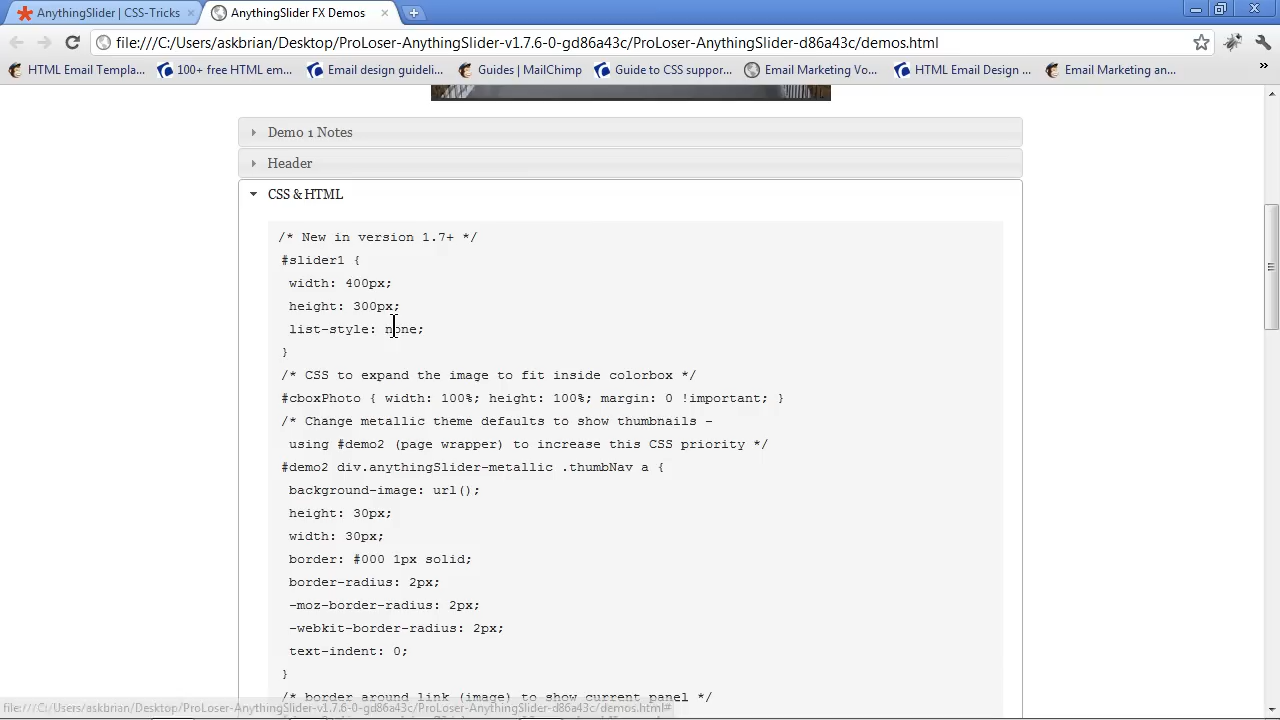 AnythingSlider | CSS-Tricks
AnythingSlider FX Demos
file:///C:/Users/askbrian/Desktop/ProLoser-AnythingSlider-v1.7.6-0-gd86a43c/ProLoser-AnythingSlider-d86a43c/demos.html
HTML Email Templa... 100+ free HTML em... Email design guideli... Guides | MailChimp Guide to CSS suppor... Email Marketing Vo... HTML Email Design ... Email Marketing an... »
Demo 1 Notes
Header
CSS & HTML
/* New in version 1.7+ */
#slider1 {
width: 400px;
height: 300px;
list-style: none;
}
/* CSS to expand the image to fit inside colorbox */
#cboxPhoto { width: 100%; height: 100%; margin: 0 !important; }
/* Change metallic theme defaults to show thumbnails -
using #demo2 (page wrapper) to increase this CSS priority */
#demo2 div.anythingSlider-metallic .thumbNav a {
background-image: url();
height: 30px;
width: 30px;
border: #000 1px solid;
border-radius: 2px;
-moz-border-radius: 2px;
-webkit-border-radius: 2px;
text-indent: 0;
}
/* border around link (image) to show current panel */
file:///C:/Users/askbrian/Desktop/ProLoser-AnythingSlider-v1.7.6-0-gd86a43c/ProLoser-AnythingSlider-d86a43c/demos.html#